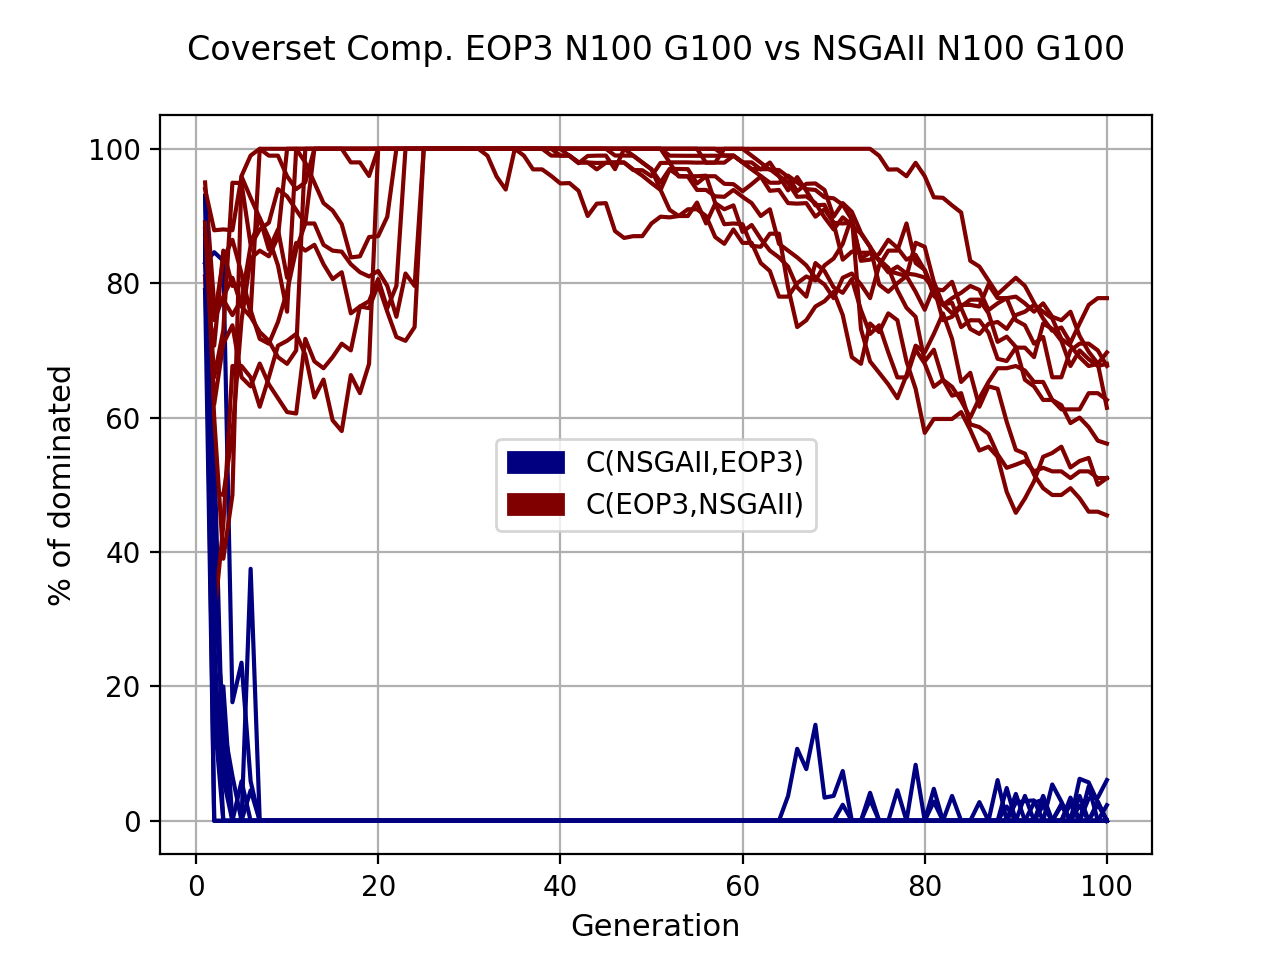 Coverset Comp. EOP3 N100 G100 vs NSGAII N100 G100
100
80
60
40
20
0
% of dominated
C(NSGAII,EOP3)
C(EOP3,NSGAII)
0 20 40 60 80 100
Generation